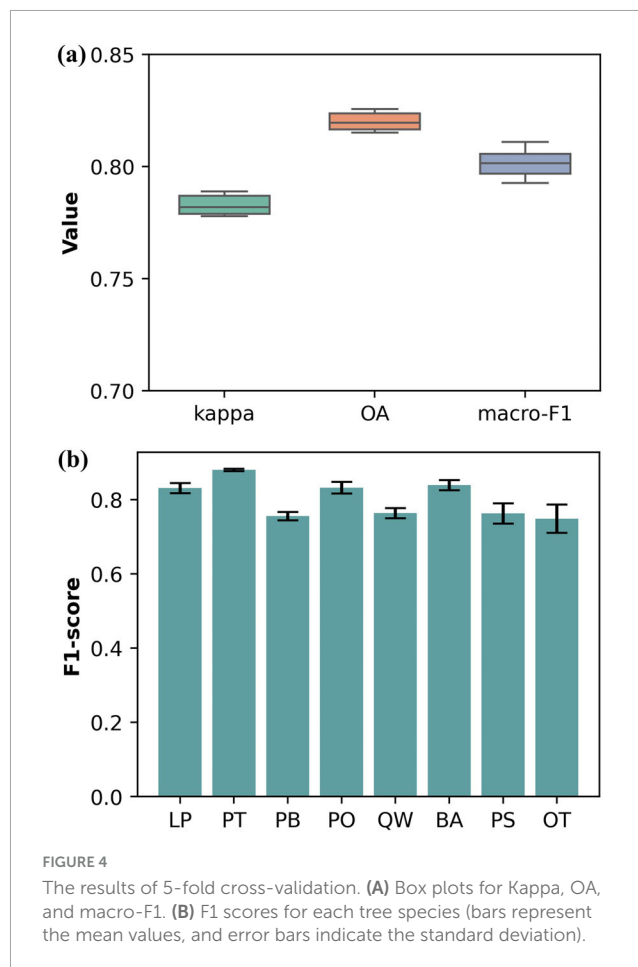 (a)
0.85
0.80
0.75
0.70
Value
kappa OA macro-F1
(b)
0.8
0.6
0.4
0.2
0.0
F1-score
LP PT PB PO QW BA PS OT
FIGURE 4
The results of 5-fold cross-validation. (A) Box plots for Kappa, OA,
and macro-F1. (B) F1 scores for each tree species (bars represent
the mean values, and error bars indicate the standard deviation).